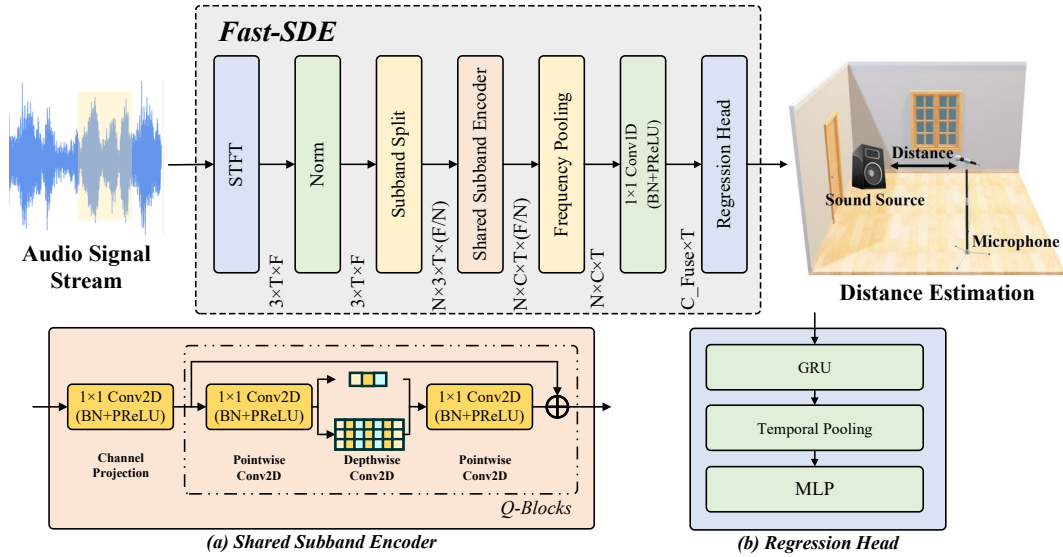 Fast-SDE
Audio Signal
Stream
STFT
3×T×F
Norm
3×T×F
Subband Split
N×3×T×(F/N)
Shared Subband Encoder
N×C×T×(F/N)
Frequency Pooling
N×C×T
1×1 Conv1D
(BN+PReLU)
C_Fuse×T
Regression Head
Distance
Sound Source
Microphone
Distance Estimation
1×1 Conv2D
(BN+PReLU)
Channel
Projection
1×1 Conv2D
(BN+PReLU)
Pointwise
Conv2D
Depthwise
Conv2D
1×1 Conv2D
(BN+PReLU)
Pointwise
Conv2D
Q-Blocks
(a) Shared Subband Encoder
GRU
Temporal Pooling
MLP
(b) Regression Head